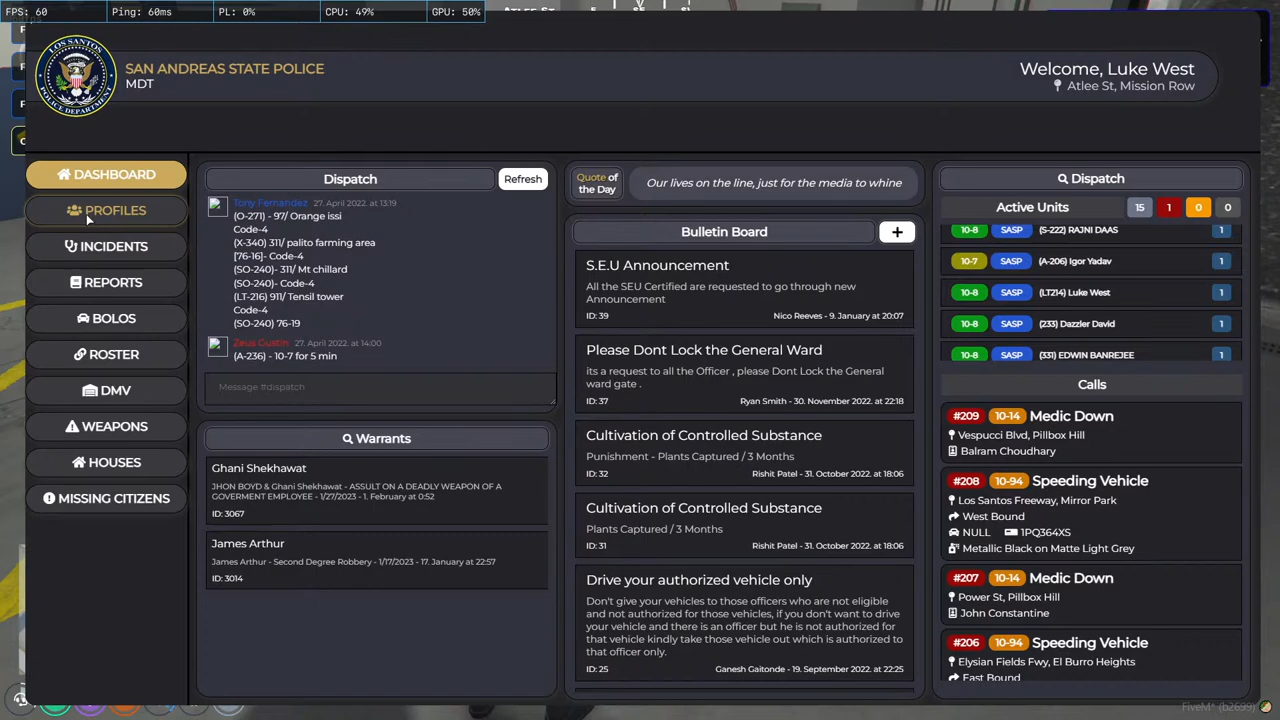 FPS: 60
Ping: 60ms
PL: 0%
CPU: 49%
GPU: 50%
LOS SANTOS
POLICE DEPARTMENT
SAN ANDREAS STATE POLICE
MDT
Welcome, Luke West
Atlee St, Mission Row
DASHBOARD
PROFILES
INCIDENTS
REPORTS
BOLOS
ROSTER
DMV
WEAPONS
HOUSES
MISSING CITIZENS
Dispatch
Refresh
Tony Fernandez 27. April 2022. at 13:19
(O-271) - 97/ Orange issi
Code-4
(X-340) 311/ palito farming area
[76-16]- Code-4
(SO-240)- 311/ Mt chillard
(SO-240)- Code-4
(LT-216) 911/ Tensil tower
Code-4
(SO-240) 76-19
Zeus Gustin 27. April 2022. at 14:00
(A-236) - 10-7 for 5 min
Message #dispatch
Warrants
Ghani Shekhawat
JHON BOYD & Ghani Shekhawat - ASSULT ON A DEADLY WEAPON OF A
GOVERMENT EMPLOYEE - 1/27/2023 - 1. February at 0:52
ID: 3067
James Arthur
James Arthur - Second Degree Robbery - 1/17/2023 - 17. January at 22:57
ID: 3014
Quote of
the Day
Our lives on the line, just for the media to whine
Bulletin Board
+
S.E.U Announcement
All the SEU Certified are requested to go through new
Announcement
ID: 39 Nico Reeves - 9. January at 20:07
Please Dont Lock the General Ward
its a request to all the Officer , please Dont Lock the General
ward gate .
ID: 37 Ryan Smith - 30. November 2022. at 22:18
Cultivation of Controlled Substance
Punishment - Plants Captured / 3 Months
ID: 32 Rishit Patel - 31. October 2022. at 18:06
Cultivation of Controlled Substance
Plants Captured / 3 Months
ID: 31 Rishit Patel - 31. October 2022. at 18:06
Drive your authorized vehicle only
Don't give your vehicles to those officers who are not eligible
and not authorized for those vehicles, if you don't want to drive
your vehicle and there is an officer but he is not authorized for
that vehicle kindly take those vehicle out which is authorized to
that officer only.
ID: 25 Ganesh Gaitonde - 19. September 2022. at 22:25
Dispatch
Active Units 15 1 0 0
10-8 SASP (S-222) RAJNI DAAS 1
10-7 SASP (A-206) Igor Yadav 1
10-8 SASP (LT214) Luke West 1
10-8 SASP (233) Dazzler David 1
10-8 SASP (331) EDWIN BANREJEE 1
Calls
#209 10-14 Medic Down
Vespucci Blvd, Pillbox Hill
Balram Choudhary
#208 10-94 Speeding Vehicle
Los Santos Freeway, Mirror Park
West Bound
NULL 1PQ364XS
Metallic Black on Matte Light Grey
#207 10-14 Medic Down
Power St, Pillbox Hill
John Constantine
#206 10-94 Speeding Vehicle
Elysian Fields Fwy, El Burro Heights
East Bound
FiveM* (b2699)